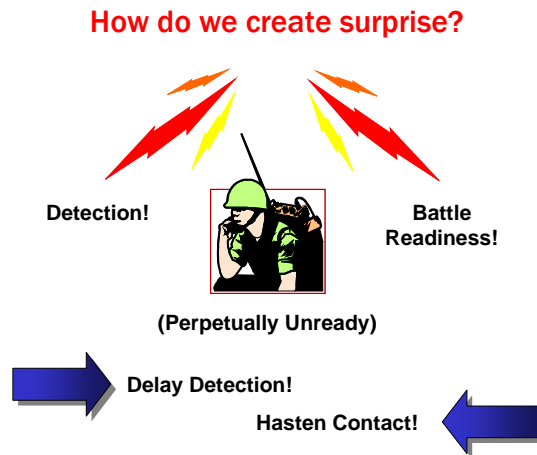 How do we create surprise?
Detection!
Battle
Readiness!
(Perpetually Unready)
Delay Detection!
Hasten Contact!